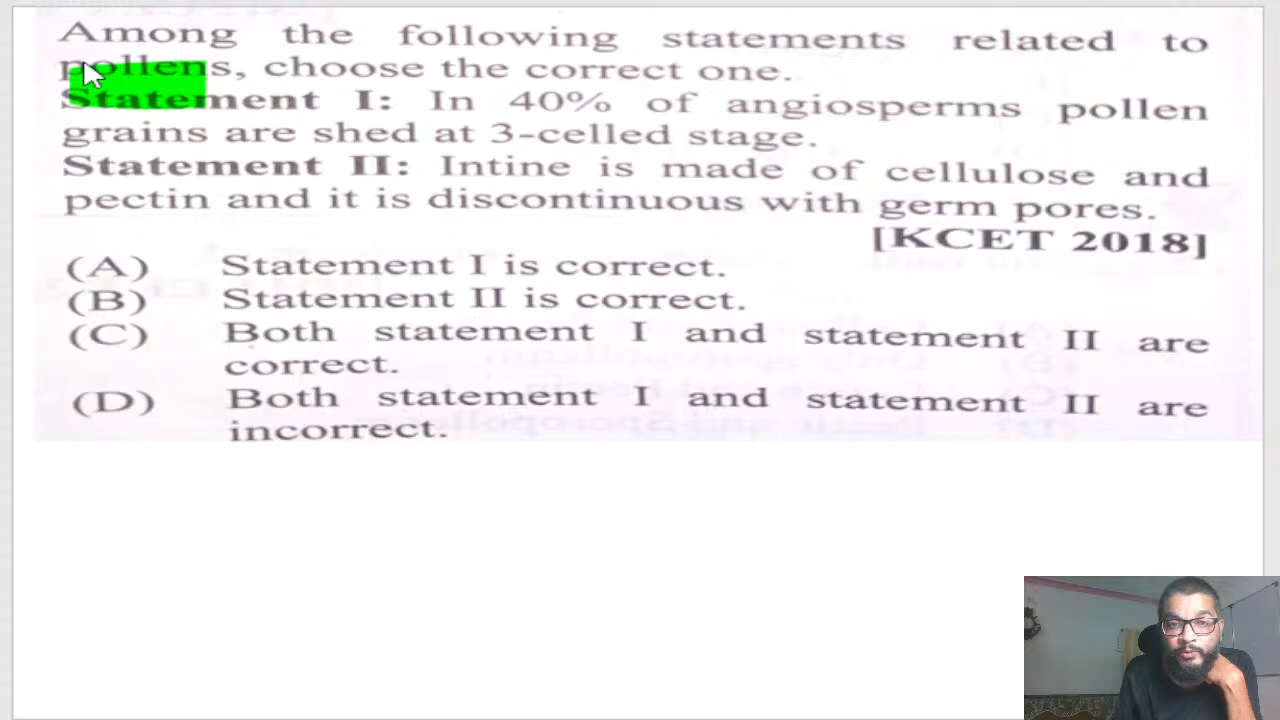 Among the following statements related to
pollens, choose the correct one.
Statement I: In 40% of angiosperms pollen
grains are shed at 3-celled stage.
Statement II: Intine is made of cellulose and
pectin and it is discontinuous with germ pores.
[KCET 2018]
(A) Statement I is correct.
(B) Statement II is correct.
(C) Both statement I and statement II are
correct.
(D) Both statement I and statement II are
incorrect.